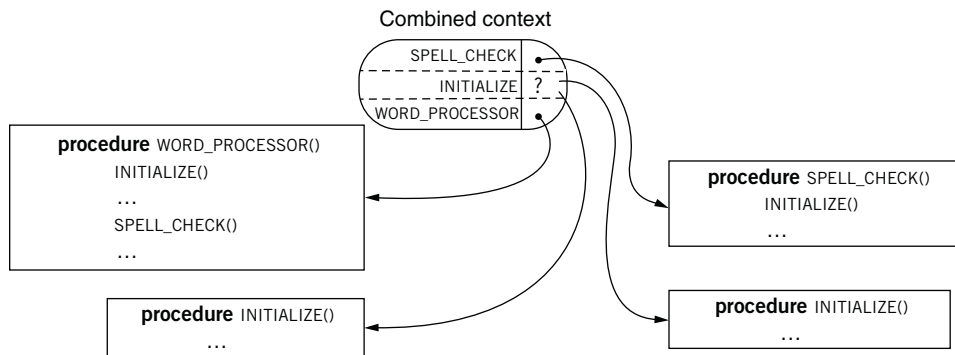 Combined context
SPELL_CHECK
INITIALIZE ?
WORD_PROCESSOR
procedure WORD_PROCESSOR()
INITIALIZE()
...
SPELL_CHECK()
...
procedure SPELL_CHECK()
INITIALIZE()
...
procedure INITIALIZE()
...
procedure INITIALIZE()
...